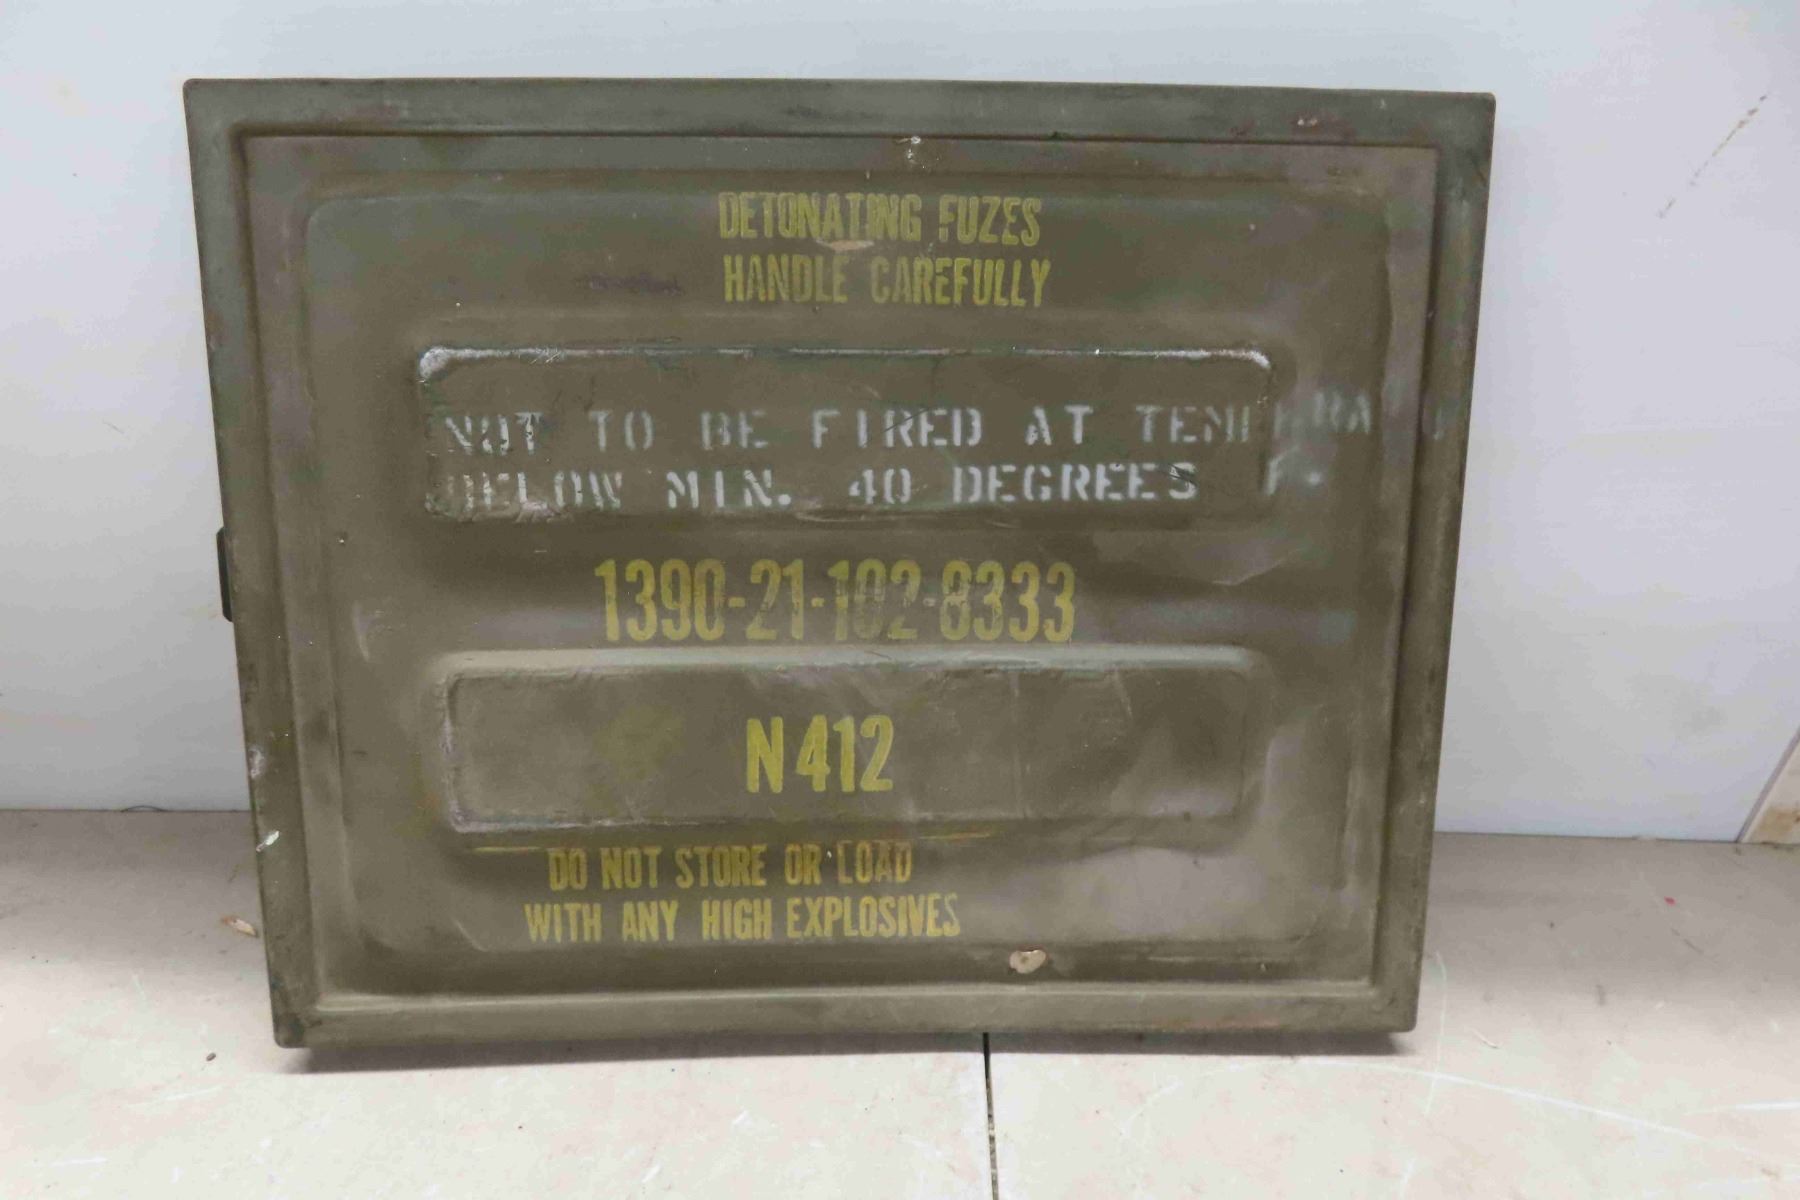 DETONATING FUZES
HANDLE CAREFULLY
NOT TO BE FIRED AT
BELOW MIN. 40 DEGREES F.
1390-21-102-8333
N412
DO NOT STORE OR LOAD
WITH ANY HIGH EXPLOSIVES